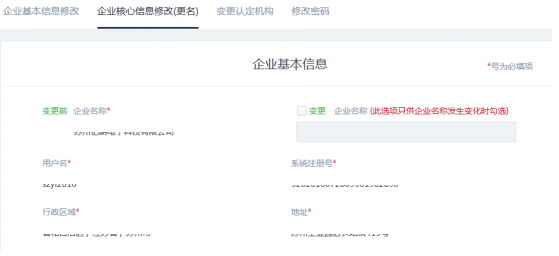 企业基本信息修改 企业核心信息修改(更名) 变更认定机构 修改密码
企业基本信息
*号为必填项
变更前 企业名称*
变更 企业名称 (此选项只供企业名称发生变化时勾选)
用户名* 系统注册号*
行政区域* 地址*